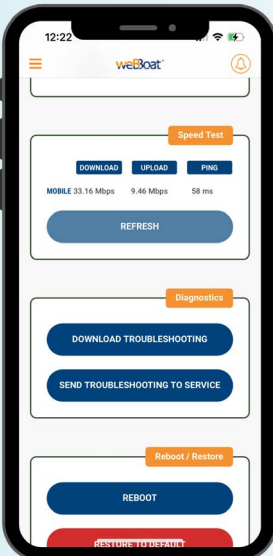 12:22
webBoat®
Speed Test
DOWNLOAD UPLOAD PING
MOBILE 33.16 Mbps 9.46 Mbps 58 ms
REFRESH
Diagnostics
DOWNLOAD TROUBLESHOOTING
SEND TROUBLESHOOTING TO SERVICE
Reboot / Restore
REBOOT
RESTORE TO DEFAULT